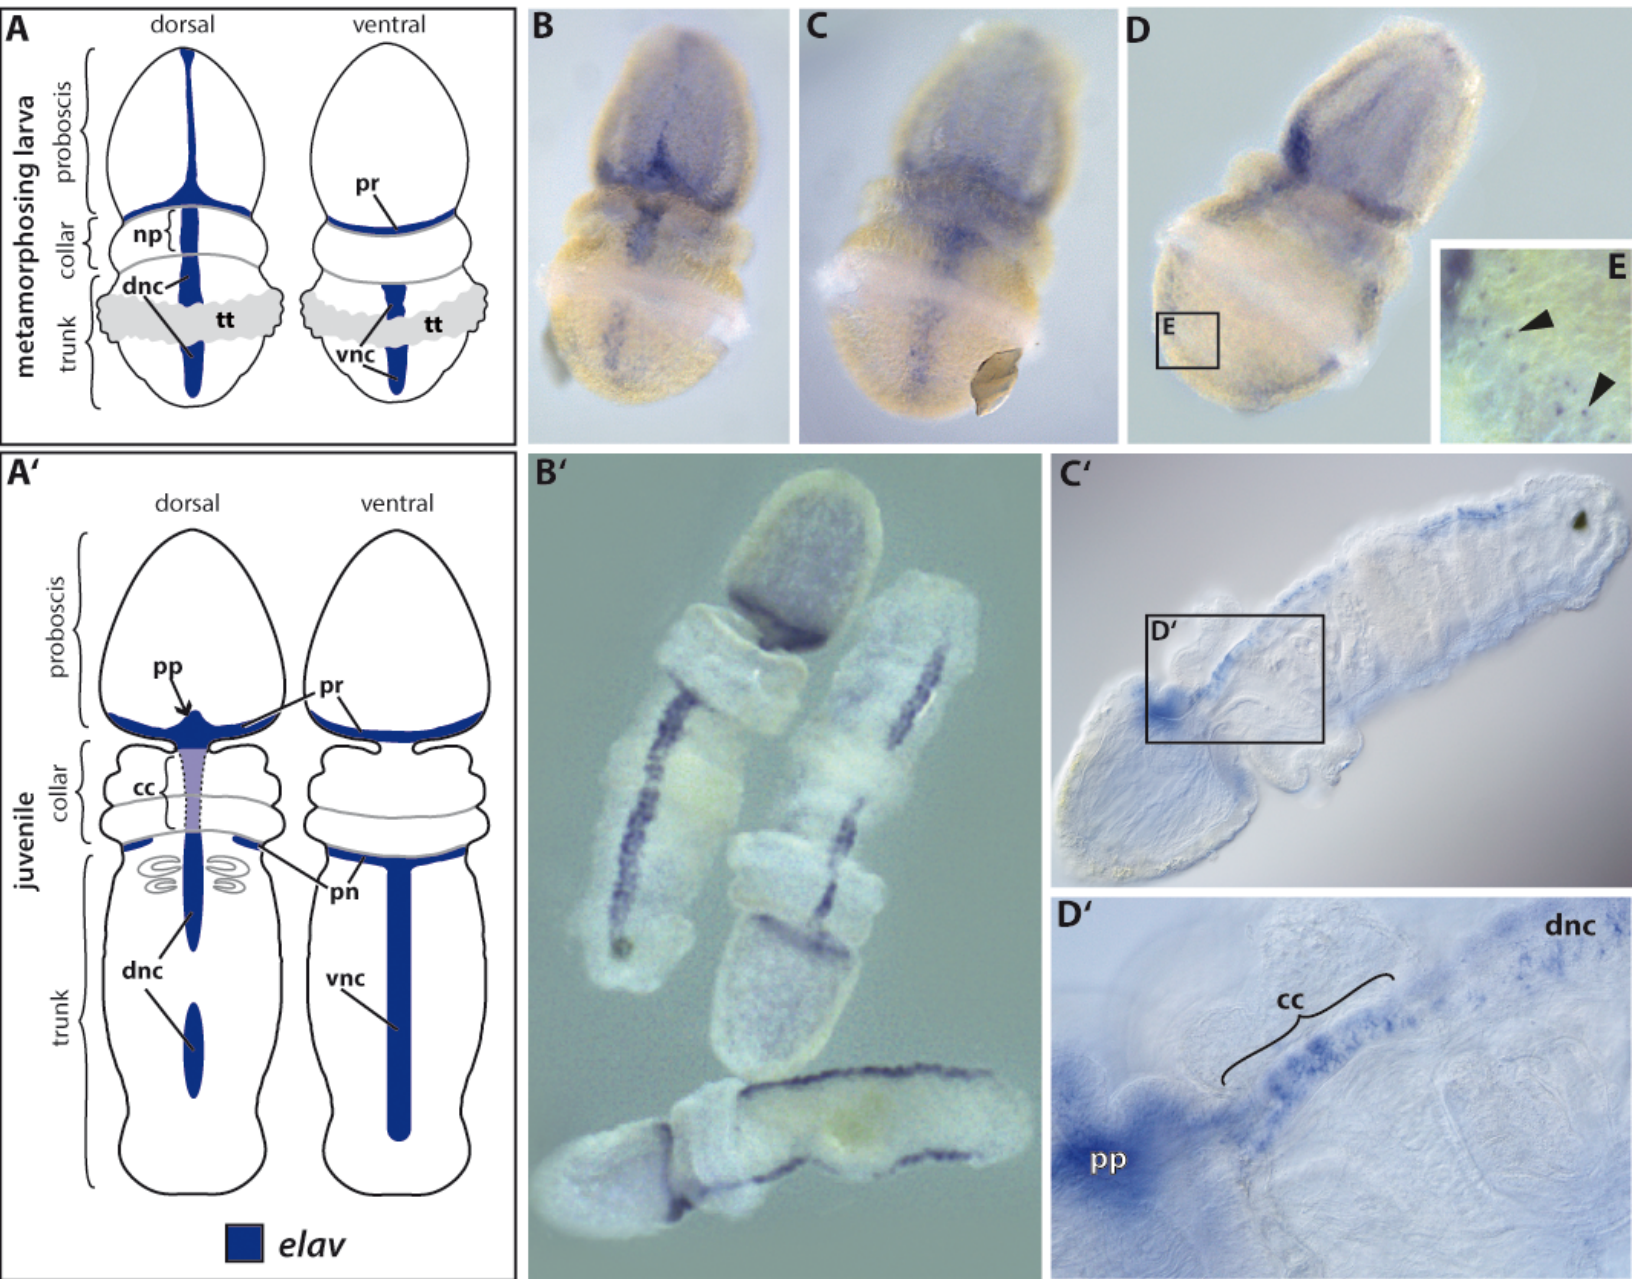 A
dorsal
ventral
metamorphosing larva
proboscis
collar
trunk
pr
np
dnc
tt
tt
vnc
B
C
D
E
E
A‘
dorsal
ventral
juvenile
proboscis
collar
trunk
pp
pr
cc
pn
dnc
vnc
elav
B‘
C‘
D‘
D‘
dnc
cc
pp